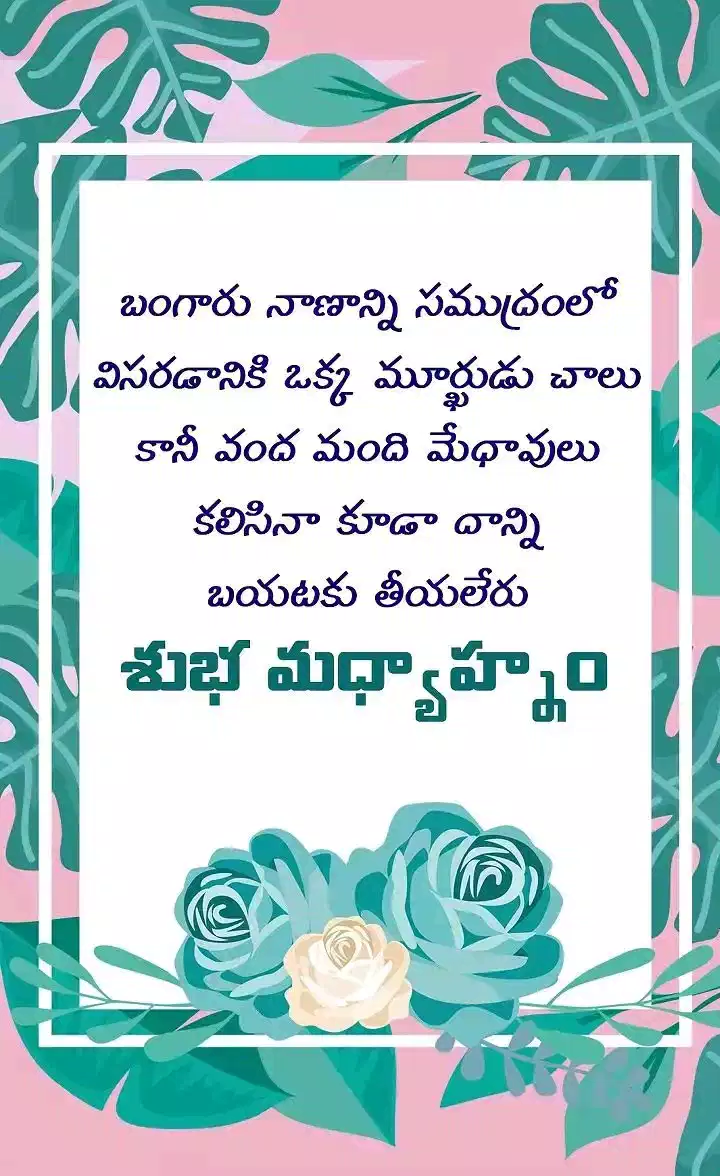 బంగారు నాణాన్ని సముద్రంలో
విసరడానికి ఒక్క మూర్ఖుడు చాలు
కానీ వంద మంది మేధావులు
కలిసినా కూడా దాన్ని
బయటకు తీయలేరు
శుభ మధ్యాహ్నం